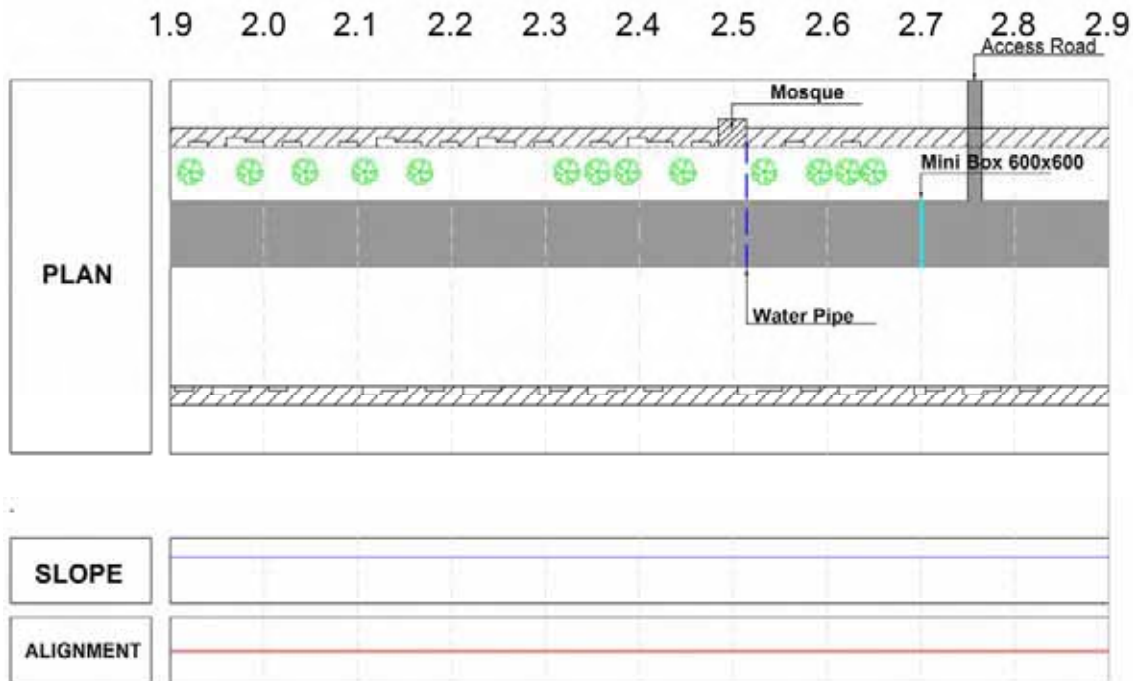 1.9 2.0 2.1 2.2 2.3 2.4 2.5 2.6 2.7 2.8 2.9
Access Road
Mosque
Mini Box 600x600
PLAN
Water Pipe
SLOPE
ALIGNMENT